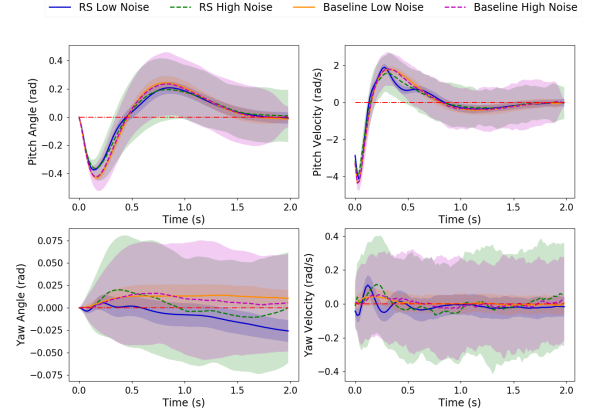 RS Low Noise RS High Noise Baseline Low Noise Baseline High Noise
Pitch Angle (rad)
0.4
0.2
0.0
−0.2
−0.4
0.0 0.5 1.0 1.5 2.0
Time (s)
Pitch Velocity (rad/s)
2
0
−2
−4
0.0 0.5 1.0 1.5 2.0
Time (s)
Yaw Angle (rad)
0.075
0.050
0.025
0.000
−0.025
−0.050
−0.075
0.0 0.5 1.0 1.5 2.0
Time (s)
Yaw Velocity (rad/s)
0.4
0.2
0.0
−0.2
−0.4
0.0 0.5 1.0 1.5 2.0
Time (s)